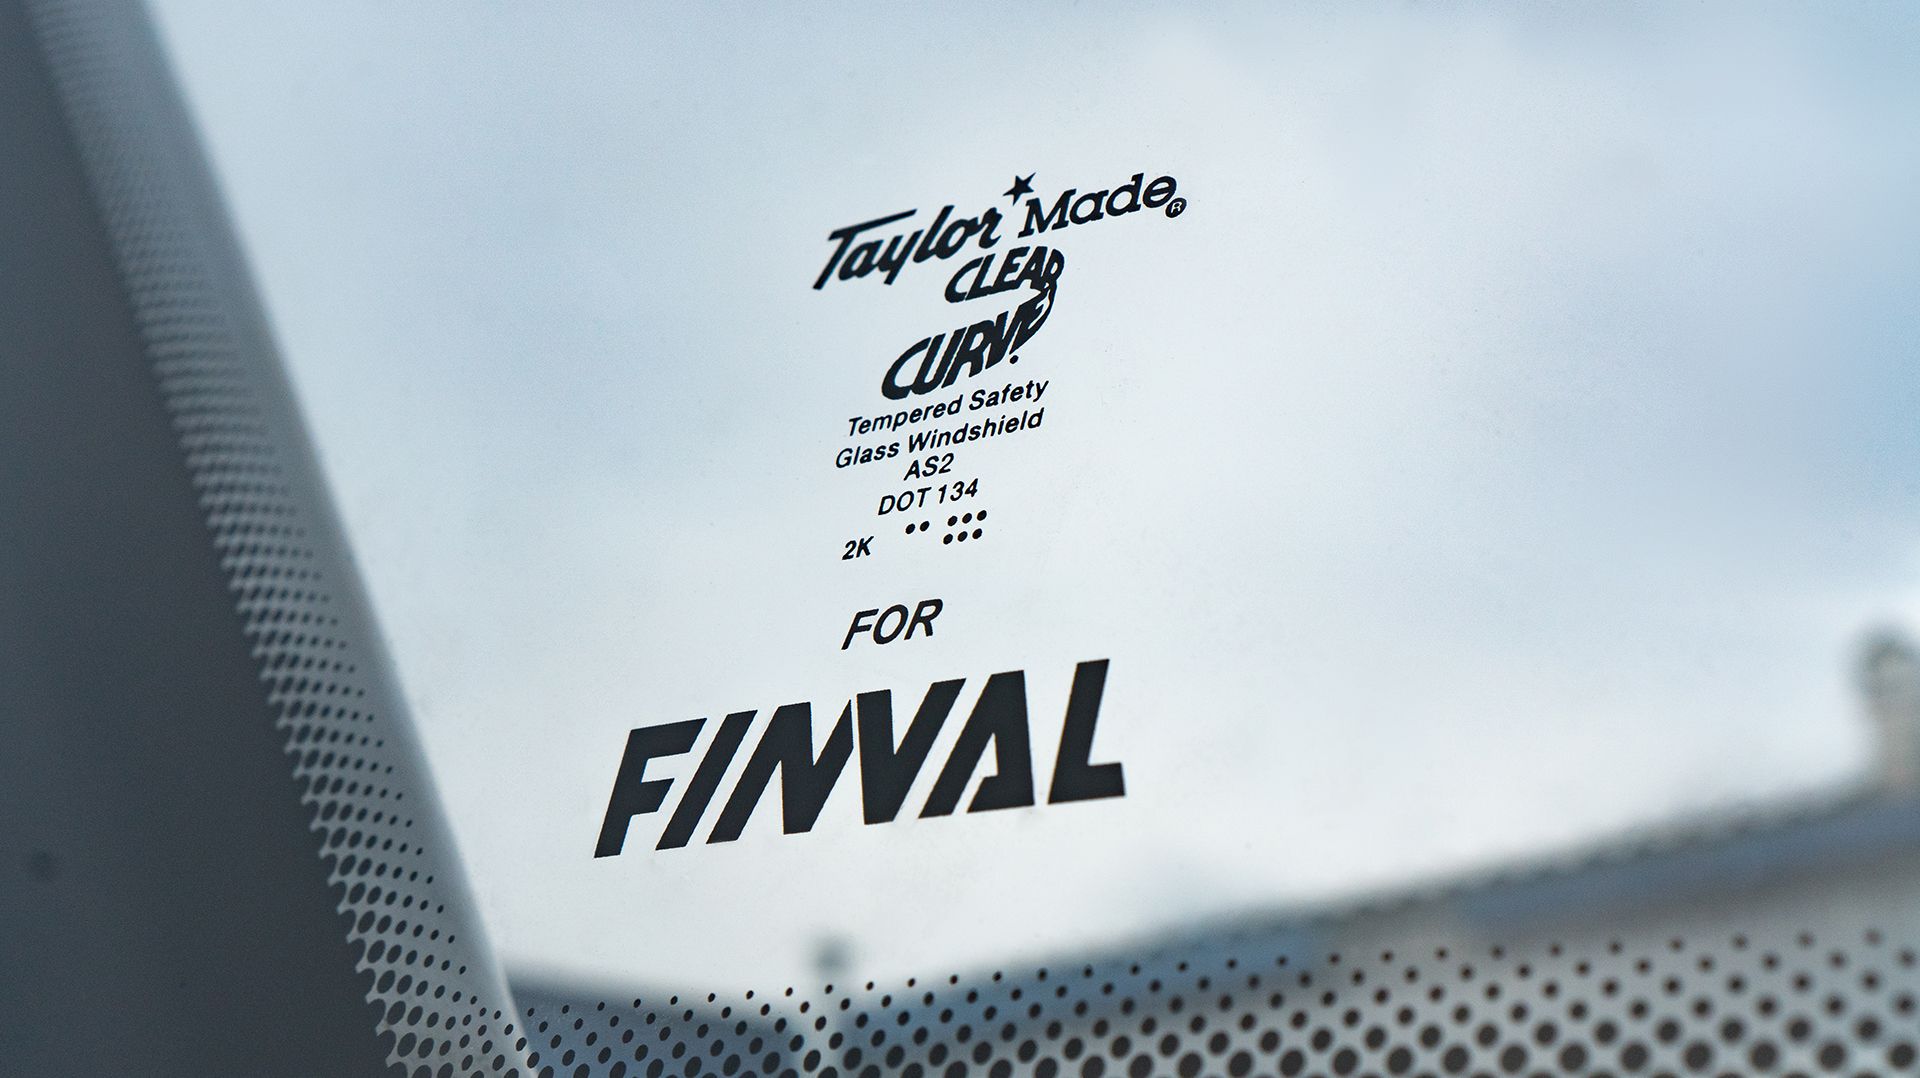 Taylor Made®
CLEAR
CURVE
Tempered Safety
Glass Windshield
AS2
DOT 134
2K
FOR
FINVAL